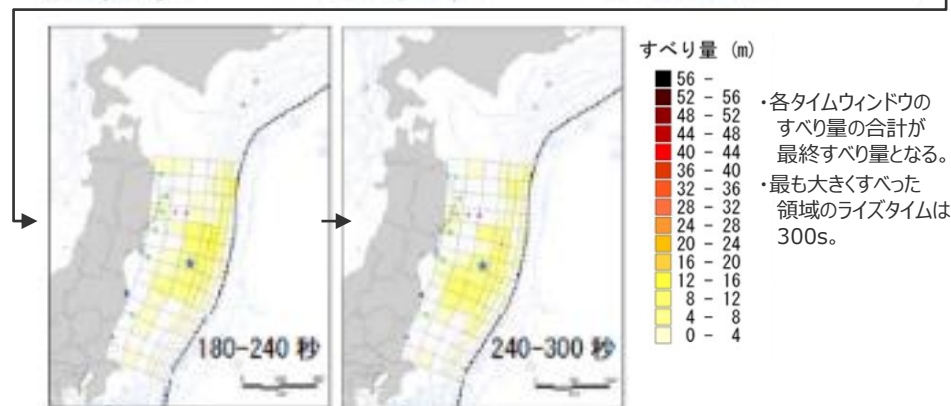 すべり量 (m)
56 -
52 - 56
48 - 52
44 - 48
40 - 44
36 - 40
32 - 36
28 - 32
24 - 28
20 - 24
16 - 20
12 - 16
8 - 12
4 - 8
0 - 4
・各タイムウィンドウの
すべり量の合計が
最終すべり量となる。
・最も大きくすべった
領域のライズタイムは
300s。
180-240 秒
240-300 秒